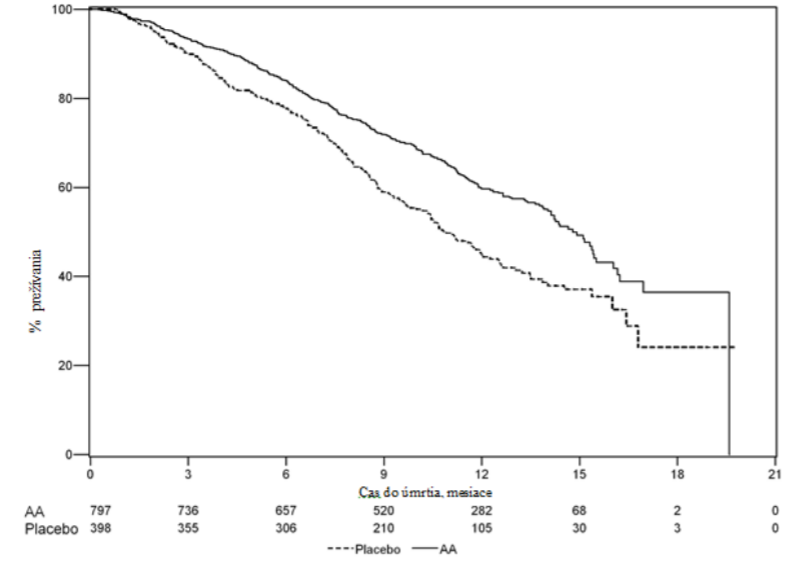 100
80
60
40
20
0
% prežívania
0 3 6 9 12 15 18 21
Čas do úmrtia, mesiace
AA 797 736 657 520 282 68 2 0
Placebo 398 355 306 210 105 30 3 0
Placebo AA